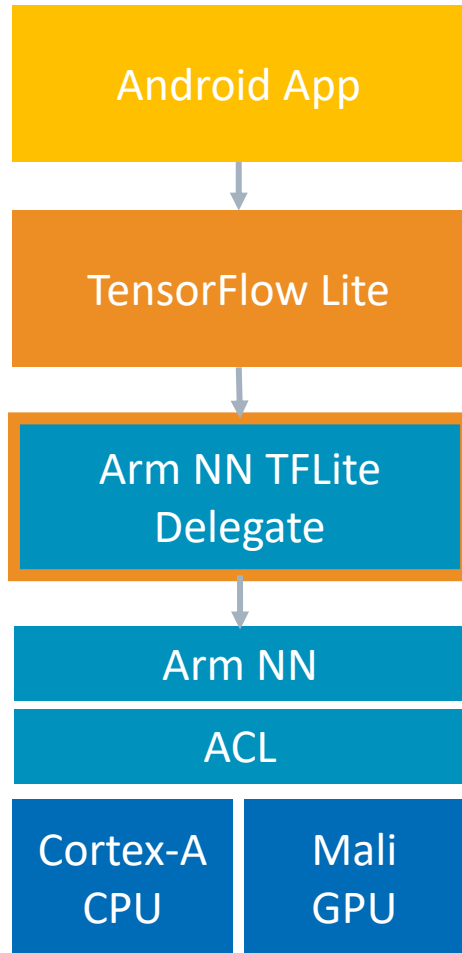 Android App
TensorFlow Lite
Arm NN TFLite
Delegate
Arm NN
ACL
Cortex-A
CPU
Mali
GPU